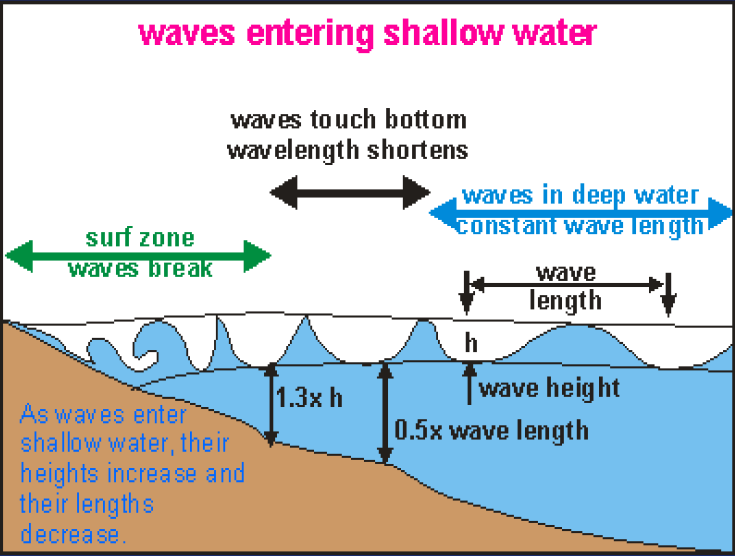 waves entering shallow water
waves touch bottom
wavelength shortens
waves in deep water
constant wave length
surf zone
waves break
wave
length
h
wave height
1.3x h
0.5x wave length
As waves enter
shallow water, their
heights increase and
their lengths
decrease.